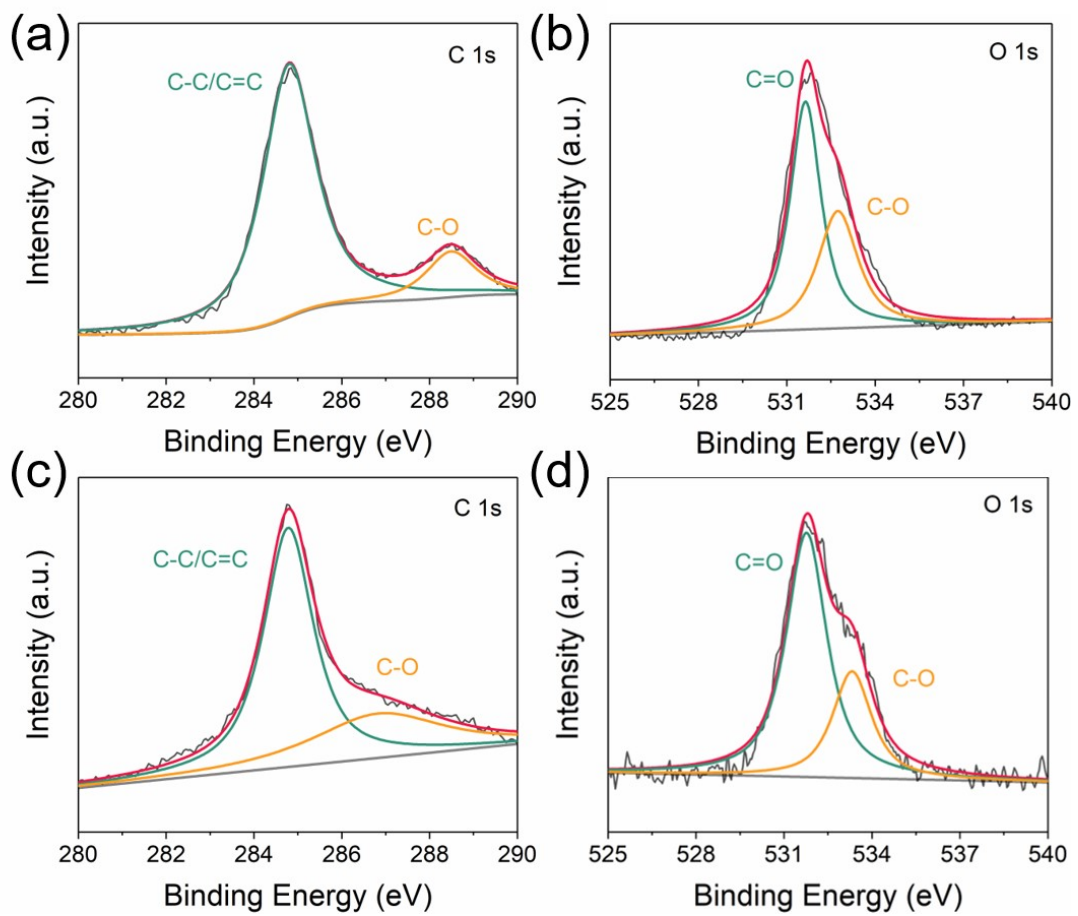 (a)
C 1s
C-C/C=C
C-O
Intensity (a.u.)
280 282 284 286 288 290
Binding Energy (eV)
(b)
O 1s
C=O
C-O
Intensity (a.u.)
525 528 531 534 537 540
Binding Energy (eV)
(c)
C 1s
C-C/C=C
C-O
Intensity (a.u.)
280 282 284 286 288 290
Binding Energy (eV)
(d)
O 1s
C=O
C-O
Intensity (a.u.)
525 528 531 534 537 540
Binding Energy (eV)